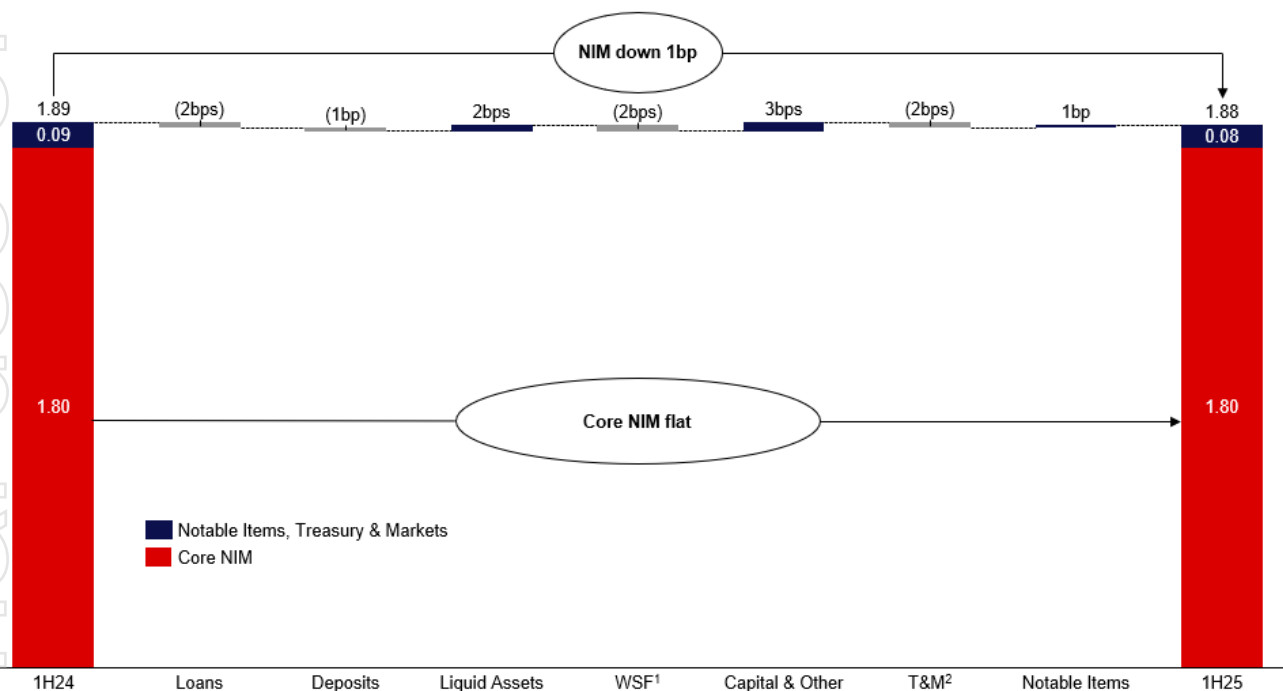 NIM down 1bp
1.89 (2bps) (1bp) 2bps (2bps) 3bps (2bps) 1bp 1.88
0.09 0.08
1.80 Core NIM flat 1.80
Notable Items, Treasury & Markets
Core NIM
1H24 Loans Deposits Liquid Assets WSF¹ Capital & Other T&M² Notable Items 1H25